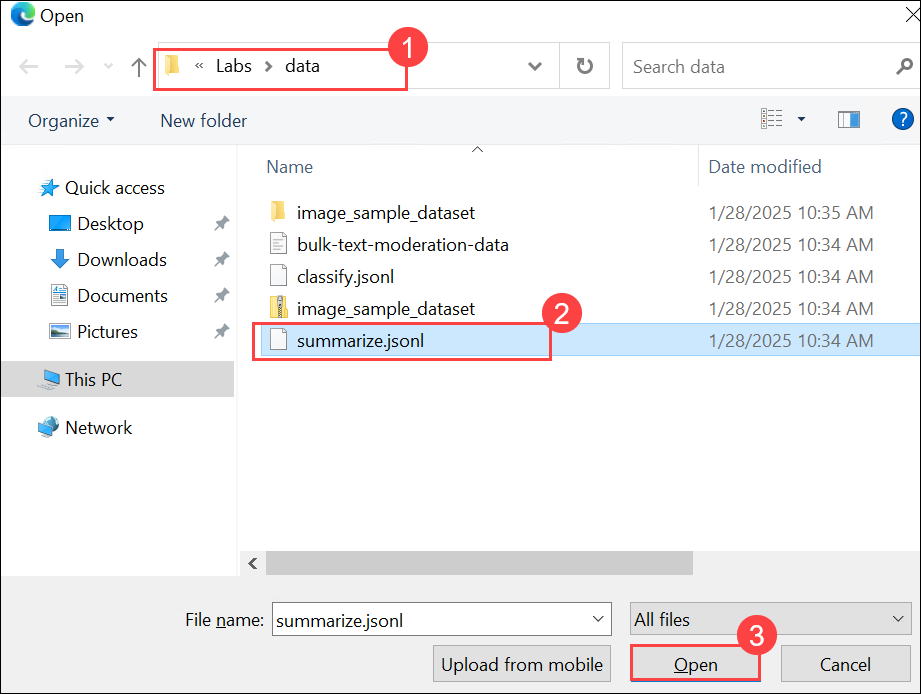 Open
1
« Labs > data
Search data
Organize
New folder
?
Name
Date modified
Quick access
Desktop
Downloads
Documents
Pictures
This PC
Network
image_sample_dataset 1/28/2025 10:35 AM
bulk-text-moderation-data 1/28/2025 10:34 AM
classify.jsonl 1/28/2025 10:34 AM
image_sample_dataset 1/28/2025 10:34 AM
2
summarize.jsonl 1/28/2025 10:34 AM
File name: summarize.jsonl
All files
3
Upload from mobile
Open
Cancel